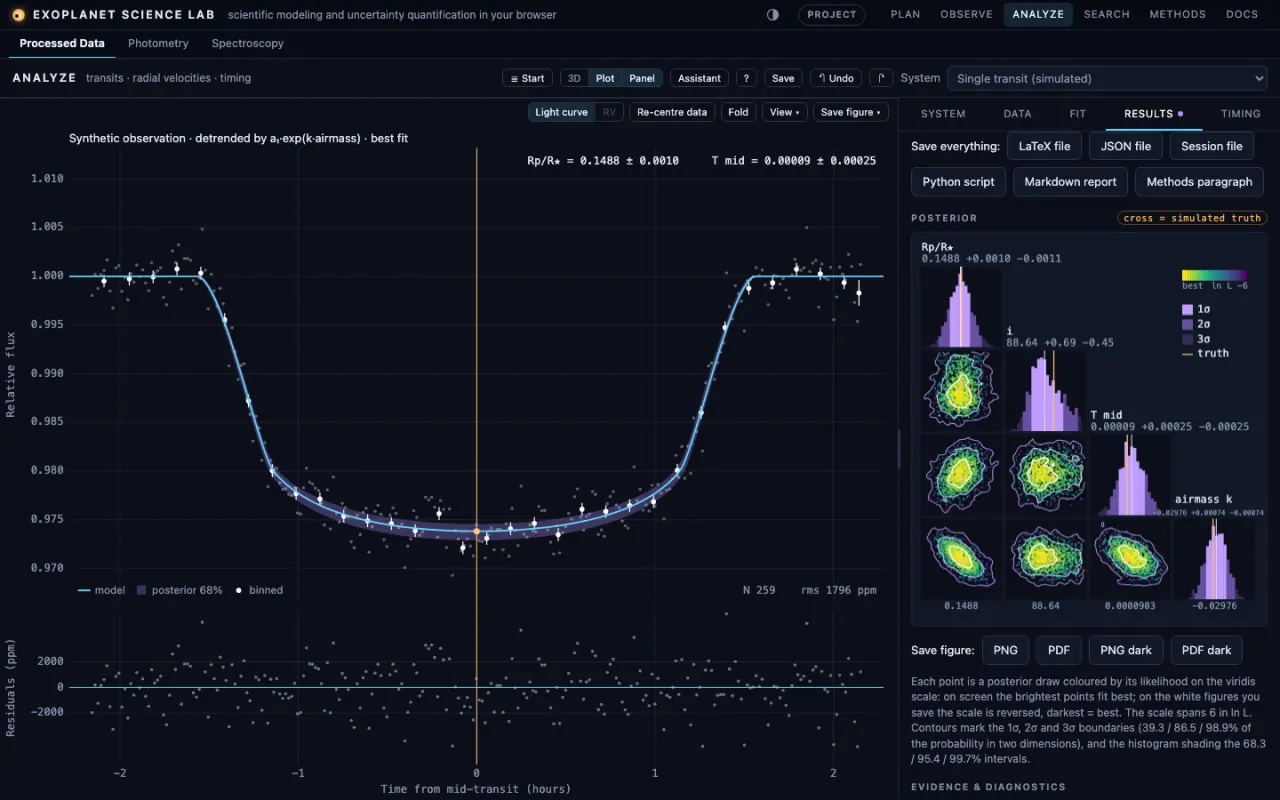 EXOPLANET SCIENCE LAB scientific modeling and uncertainty quantification in your browser PROJECT PLAN OBSERVE ANALYZE SEARCH METHODS DOCS
Processed Data Photometry Spectroscopy
ANALYZE transits · radial velocities · timing ≡ Start 3D Plot Panel Assistant ? Save ↶ Undo ↱ System Single transit (simulated)
Light curve RV Re-centre data Fold View ▾ Save figure ▾
SYSTEM DATA FIT RESULTS TIMING
Synthetic observation · detrended by a₁·exp(k·airmass) · best fit
Rp/R★ = 0.1488 ± 0.0010 T mid = 0.00009 ± 0.00025
1.010
1.005
1.000
0.995
0.990
0.985
0.980
0.975
0.970
Relative flux
model posterior 68% binned N 259 rms 1796 ppm
2000
0
−2000
Residuals (ppm)
−2 −1 0 1 2
Time from mid-transit (hours)
Save everything: LaTeX file JSON file Session file
Python script Markdown report Methods paragraph
POSTERIOR cross = simulated truth
Rp/R★
0.1488 +0.0010 -0.0011
best ln L −6
1σ
2σ
3σ
truth
i
88.64 +0.69 -0.45
T mid
0.00009 +0.00025 -0.00025
airmass k
-0.02976 +0.00074 -0.00074
0.1488 88.64 0.0000903 −0.02976
Save figure: PNG PDF PNG dark PDF dark
Each point is a posterior draw coloured by its likelihood on the viridis
scale: on screen the brightest points fit best; on the white figures you
save the scale is reversed, darkest = best. The scale spans 6 in ln L.
Contours mark the 1σ, 2σ and 3σ boundaries (39.3 / 86.5 / 98.9% of
the probability in two dimensions), and the histogram shading the 68.3
/ 95.4 / 99.7% intervals.
EVIDENCE & DIAGNOSTICS